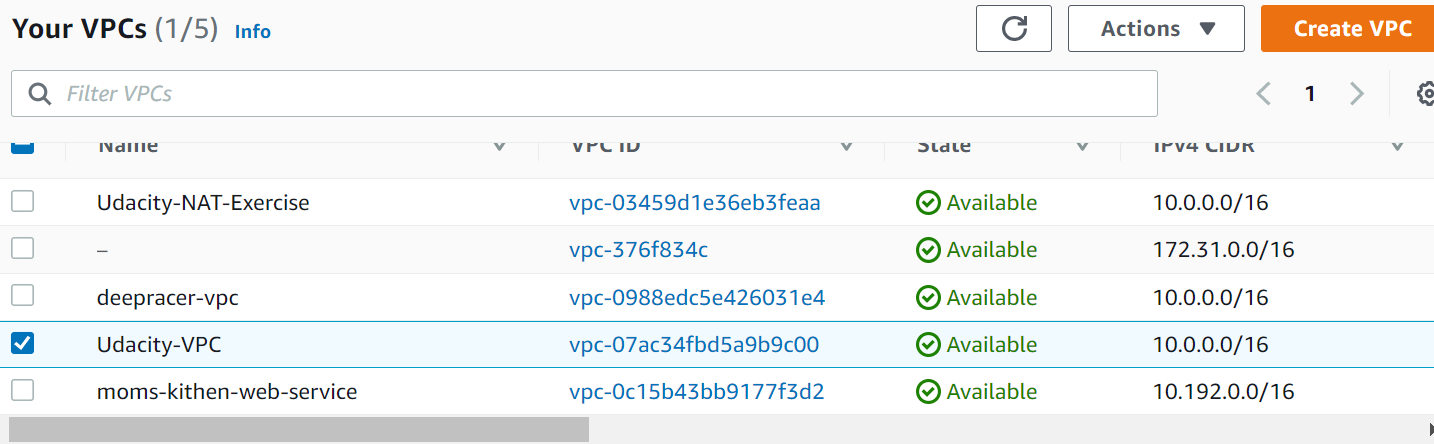 Your VPCs (1/5) Info Actions Create VPC
Filter VPCs 1
Name VPC ID State IPv4 CIDR
Udacity-NAT-Exercise vpc-03459d1e36eb3feaa Available 10.0.0.0/16
– vpc-376f834c Available 172.31.0.0/16
deepracer-vpc vpc-0988edc5e426031e4 Available 10.0.0.0/16
Udacity-VPC vpc-07ac34fbd5a9b9c00 Available 10.0.0.0/16
moms-kithen-web-service vpc-0c15b43bb9177f3d2 Available 10.192.0.0/16